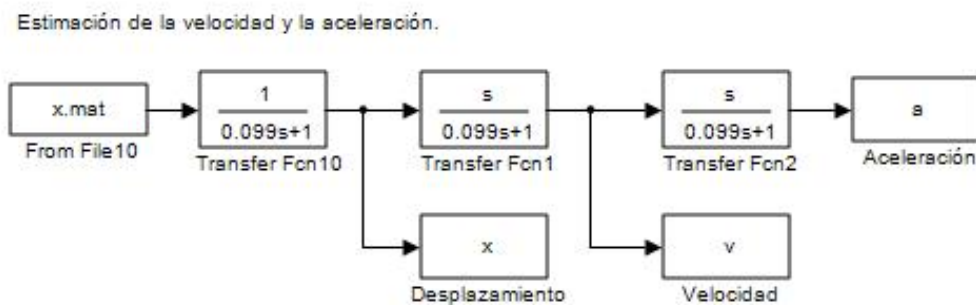 Estimación de la velocidad y la aceleración.
x.mat
From File10
1
0.099s+1
Transfer Fcn10
s
0.099s+1
Transfer Fcn1
s
0.099s+1
Transfer Fcn2
a
Aceleración
x
Desplazamiento
v
Velocidad